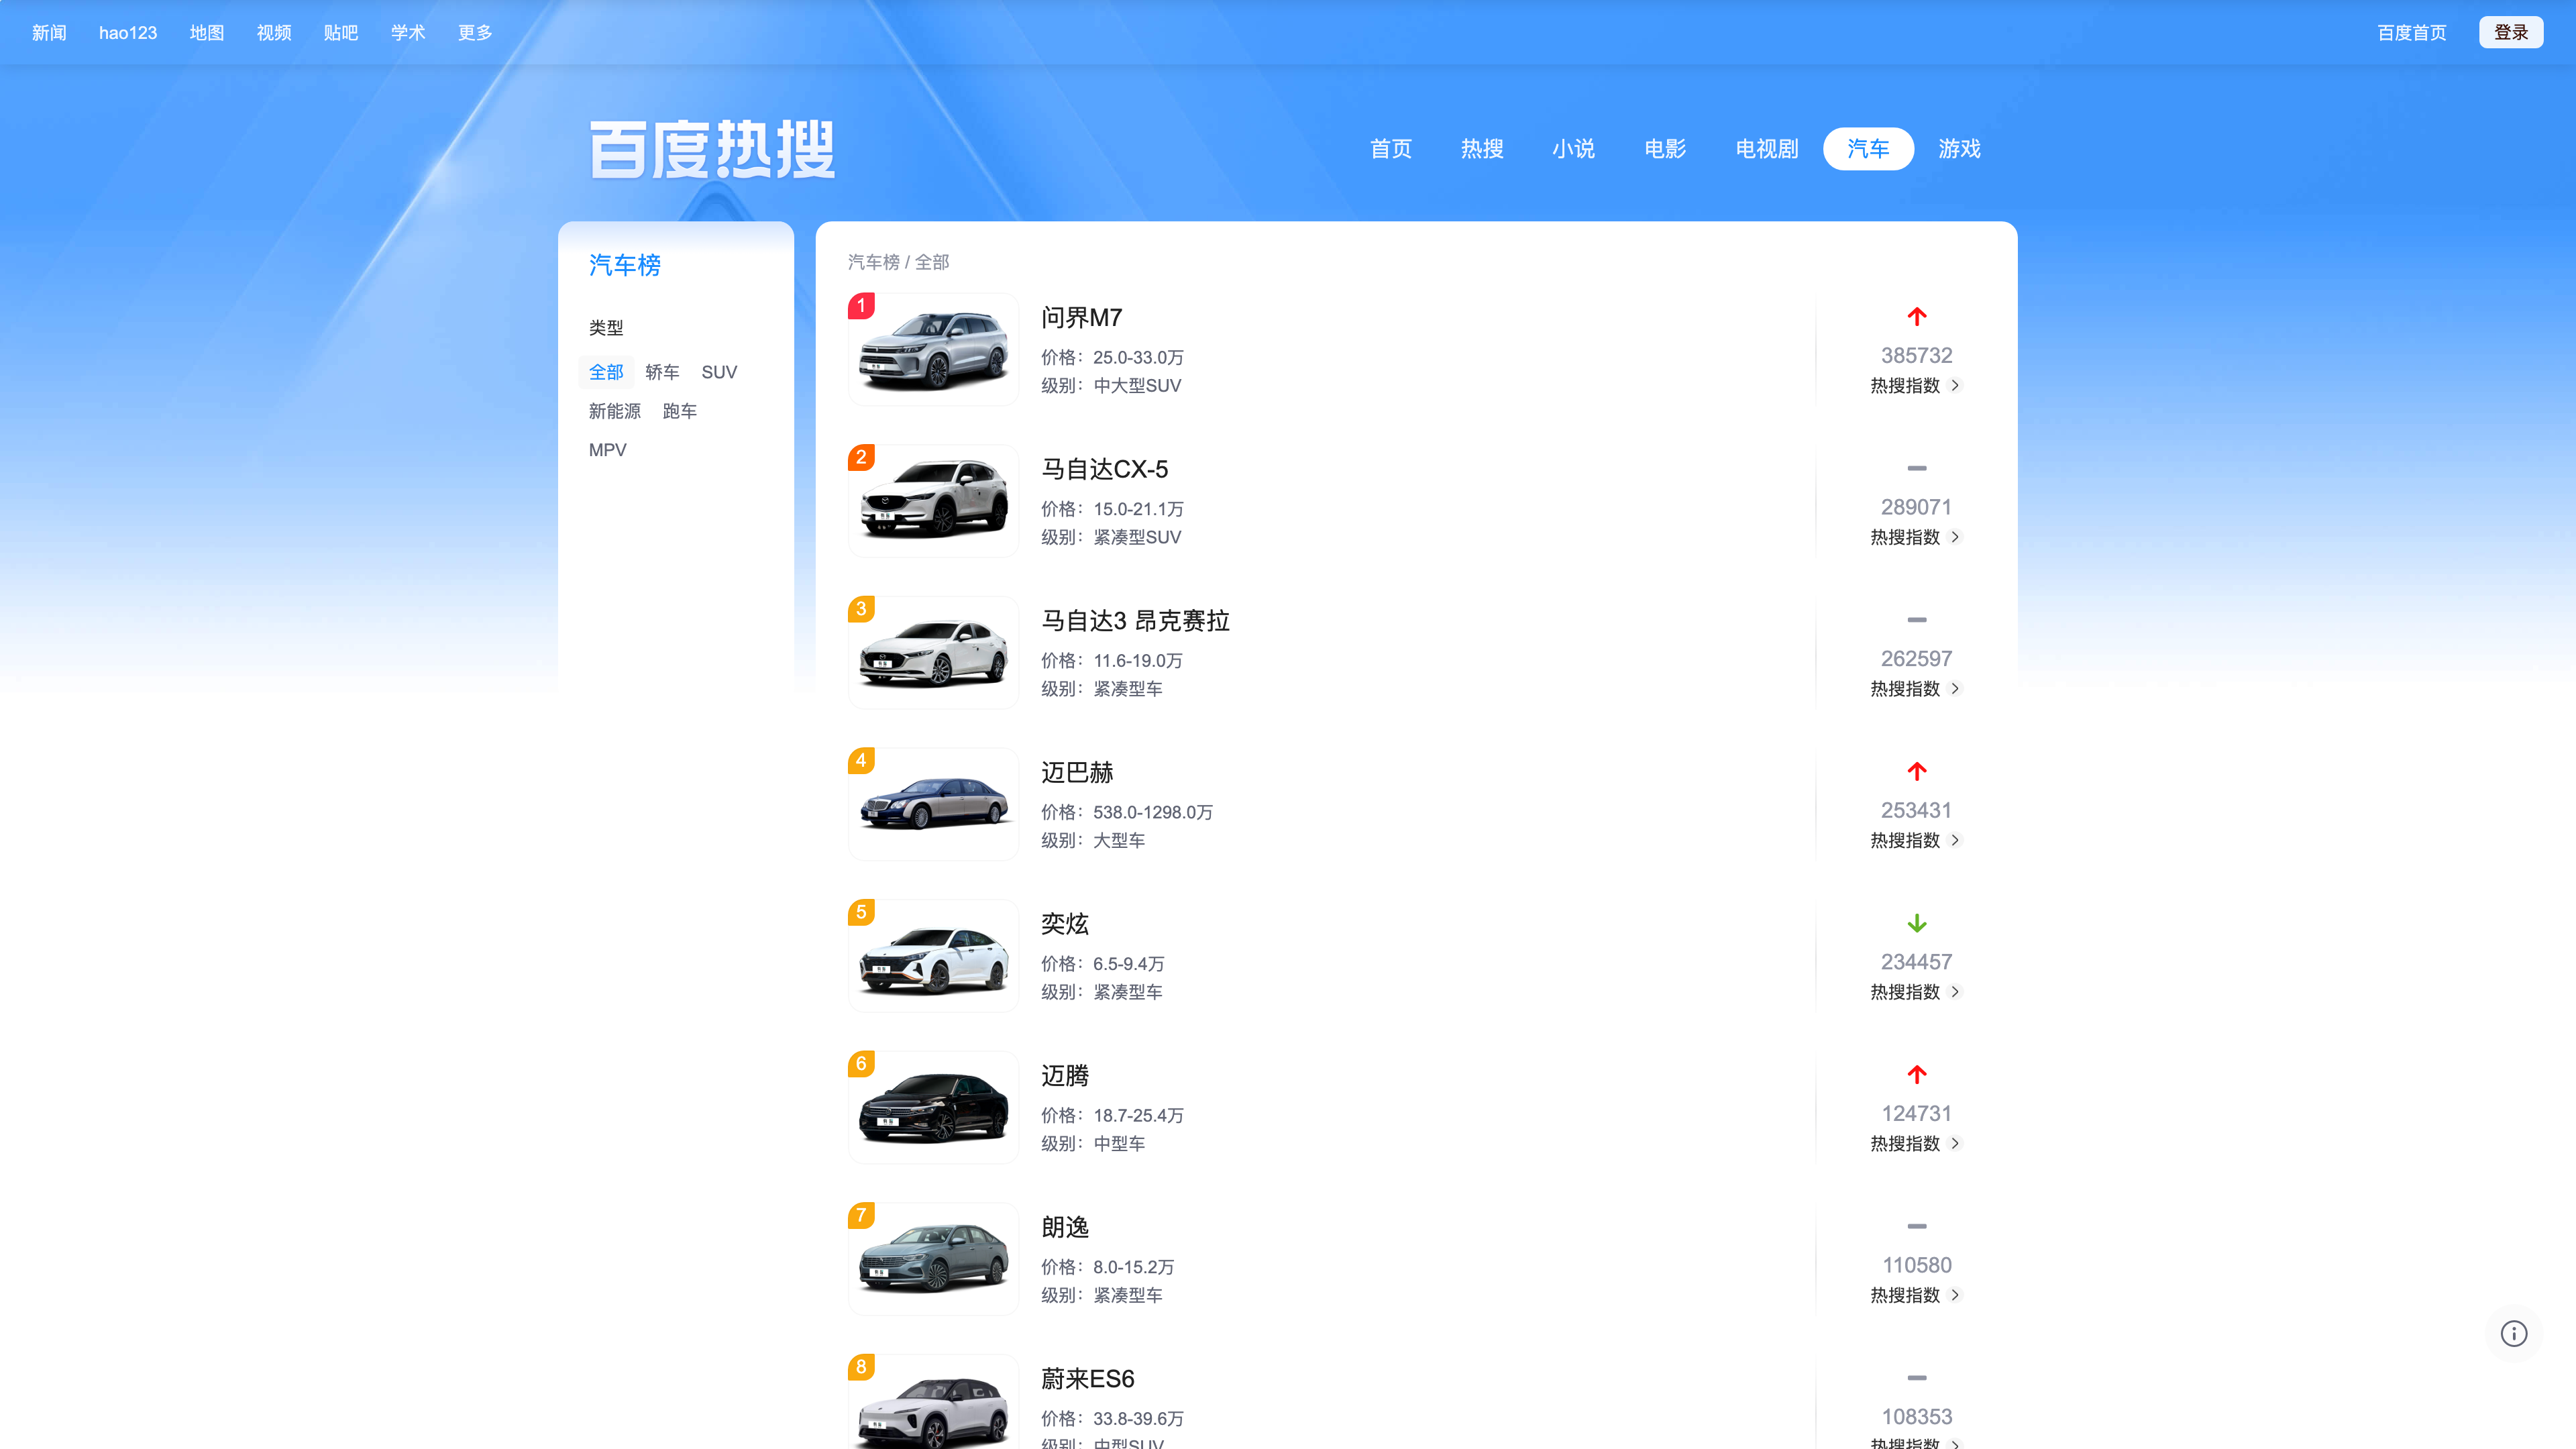 新闻 hao123 地图 视频 贴吧 学术 更多 百度首页 登录
百度热搜
首页 热搜 小说 电影 电视剧 汽车 游戏
汽车榜
类型
全部 轿车 SUV
新能源 跑车
MPV
汽车榜 / 全部
1
问界M7
价格：25.0-33.0万
级别：中大型SUV
385732
热搜指数
2
马自达CX-5
价格：15.0-21.1万
级别：紧凑型SUV
289071
热搜指数
3
马自达3 昂克赛拉
价格：11.6-19.0万
级别：紧凑型车
262597
热搜指数
4
迈巴赫
价格：538.0-1298.0万
级别：大型车
253431
热搜指数
5
奕炫
价格：6.5-9.4万
级别：紧凑型车
234457
热搜指数
6
迈腾
价格：18.7-25.4万
级别：中型车
124731
热搜指数
7
朗逸
价格：8.0-15.2万
级别：紧凑型车
110580
热搜指数
8
蔚来ES6
价格：33.8-39.6万
级别：中型SUV
108353
热搜指数